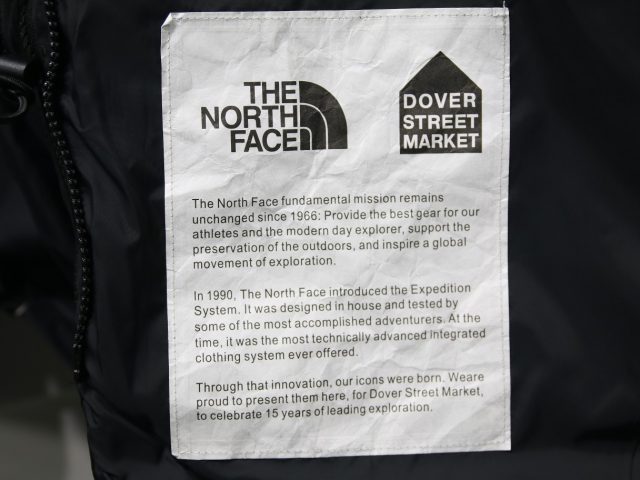 THE
NORTH
FACE
DOVER
STREET
MARKET
The North Face fundamental mission remains
unchanged since 1966: Provide the best gear for our
athletes and the modern day explorer, support the
preservation of the outdoors, and inspire a global
movement of exploration.
In 1990, The North Face introduced the Expedition
System. It was designed in house and tested by
some of the most accomplished adventurers. At the
time, it was the most technically advanced integrated
clothing system ever offered.
Through that innovation, our icons were born. Weare
proud to present them here, for Dover Street Market,
to celebrate 15 years of leading exploration.